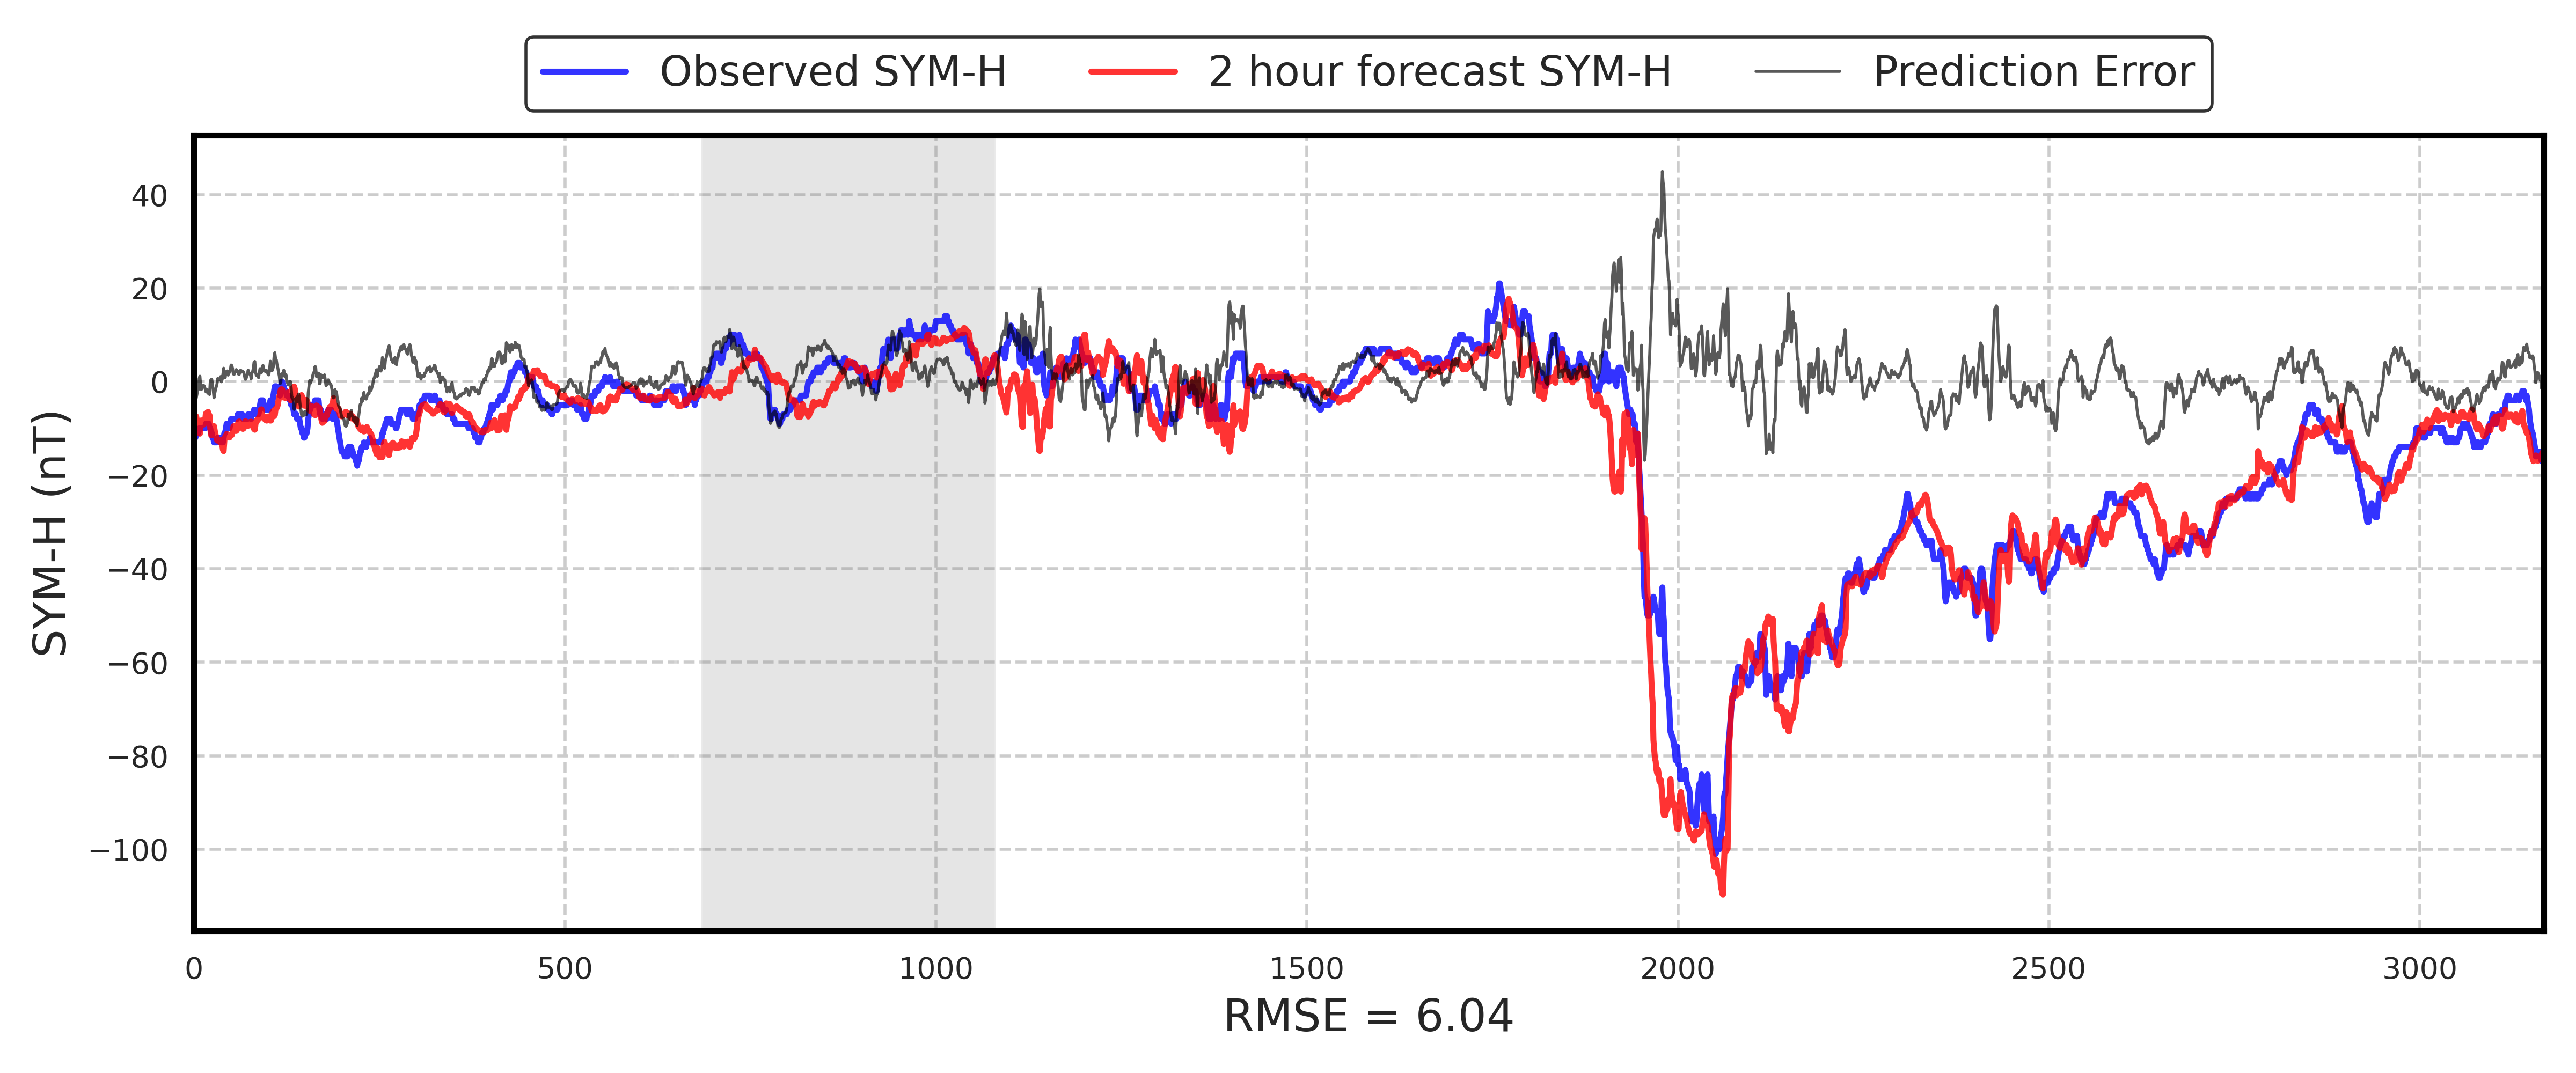 Observed SYM-H 2 hour forecast SYM-H Prediction Error
SYM-H (nT)
40
20
0
−20
−40
−60
−80
−100
0 500 1000 1500 2000 2500 3000
RMSE = 6.04